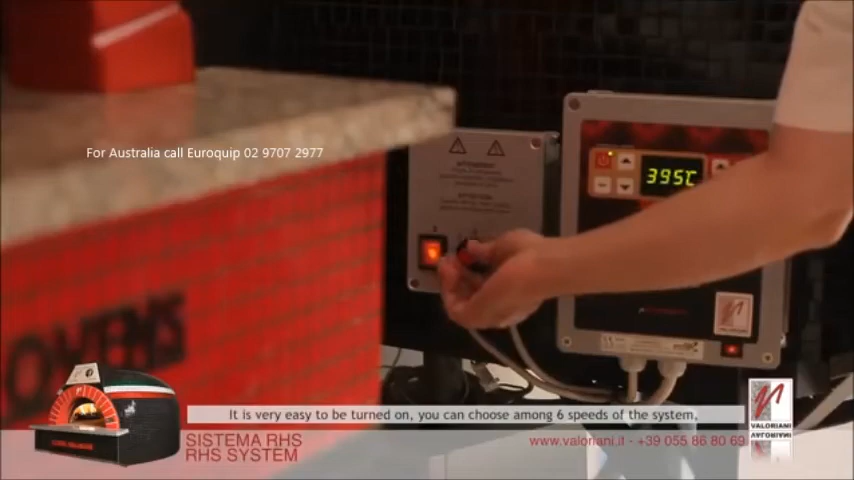 For Australia call Euroquip 02 9707 2977
395C
OVENS
It is very easy to be turned on, you can choose among 6 speeds of the system,
SISTEMA RHS
RHS SYSTEM
www.valoriani.it - +39 055 86 80 69
VALORIANI